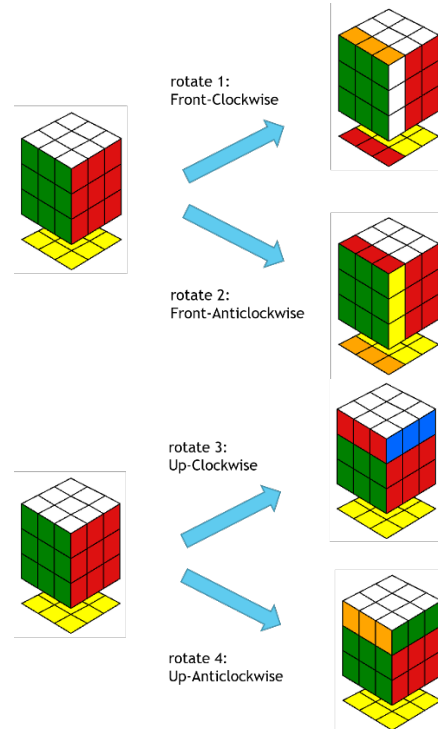 rotate 1:
Front-Clockwise
rotate 2:
Front-Anticlockwise
rotate 3:
Up-Clockwise
rotate 4:
Up-Anticlockwise